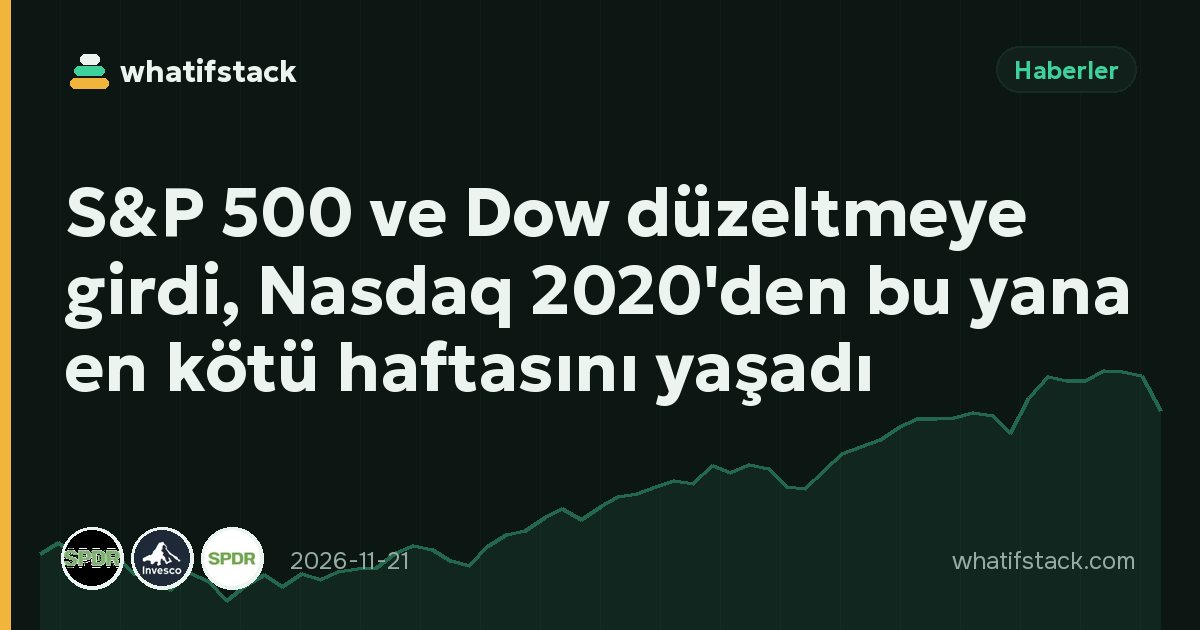 whatifstack
Haberler
S&P 500 ve Dow düzeltmeye
girdi, Nasdaq 2020'den bu yana
en kötü haftasını yaşadı
SPDR
Invesco
SPDR
2026-11-21
whatifstack.com